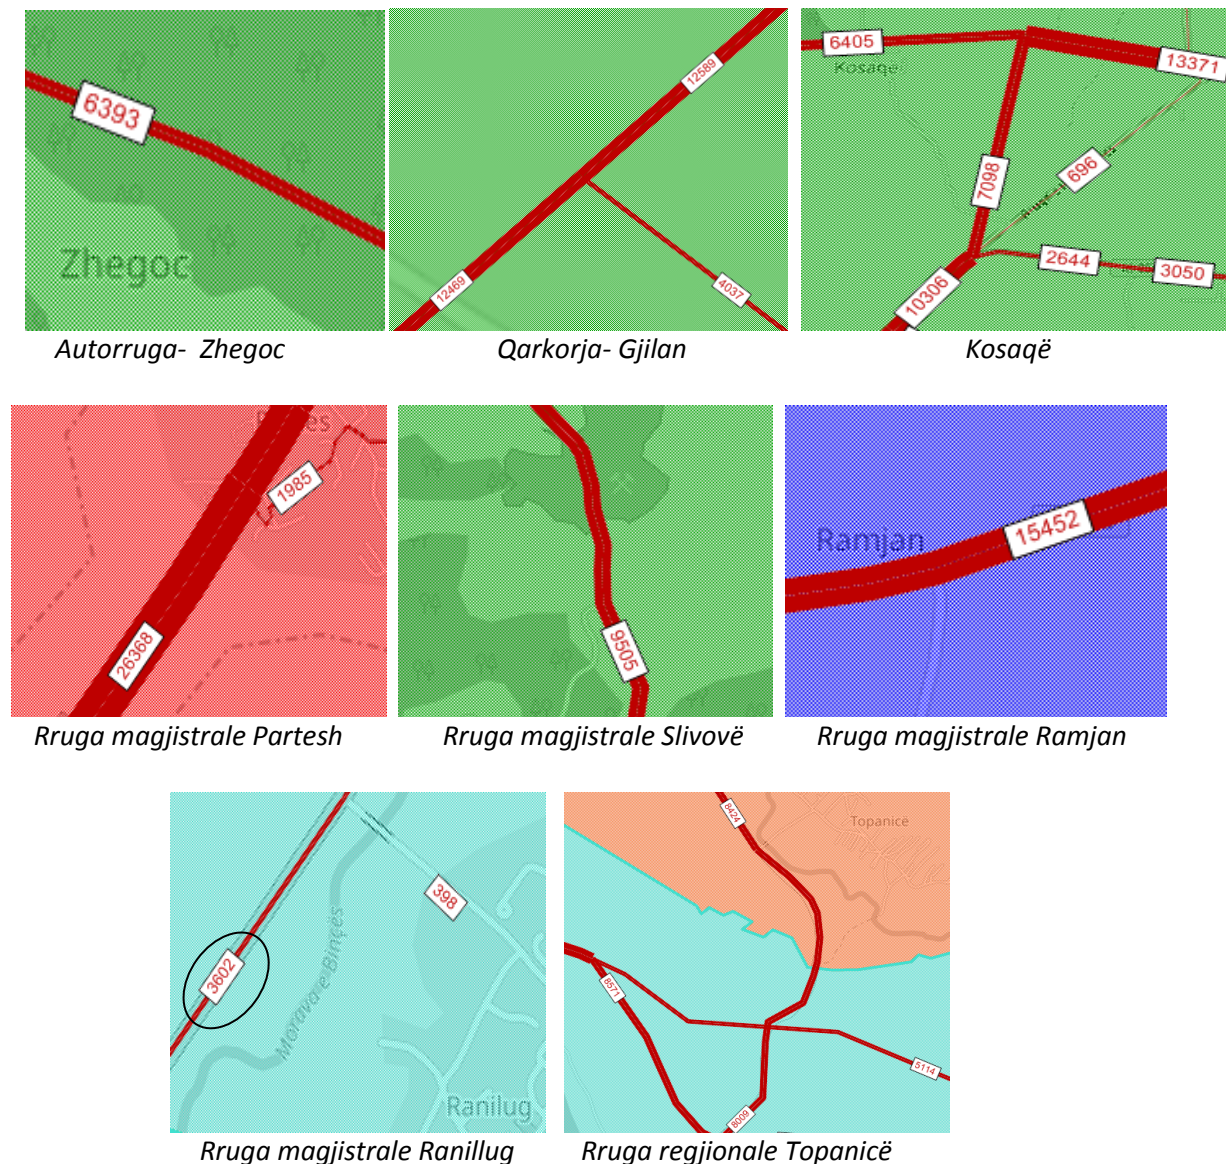 6393
Zhegoc
Autorruga- Zhegoc
12589
12469
4037
Qarkorja- Gjilan
6405
13371
Kosaqë
7098
696
2644
3050
10306
Kosaqë
1985
26368
Rruga magjistrale Partesh
9505
Rruga magjistrale Slivovë
Ramjan
15452
Rruga magjistrale Ramjan
398
3602
Morava e Binçës
Ranilug
Rruga magjistrale Ranillug
8424
Topanicë
8571
5114
8009
Rruga regjionale Topanicë